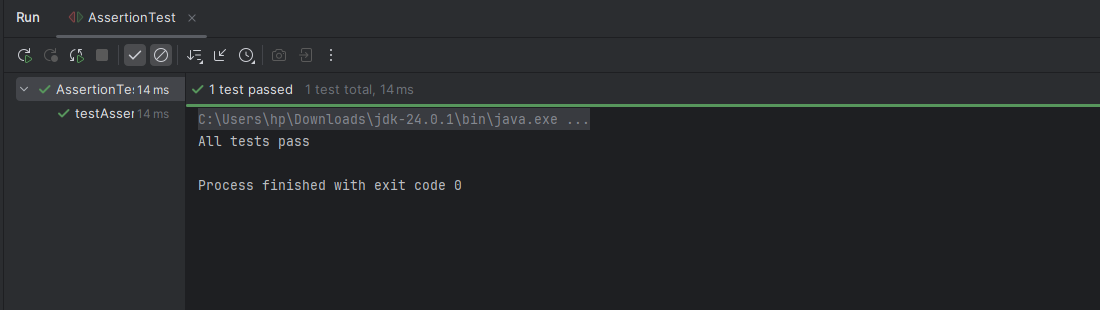 Run AssertionTest
AssertionTe: 14 ms
1 test passed 1 test total, 14 ms
testAsser 14 ms
C:\Users\hp\Downloads\jdk-24.0.1\bin\java.exe ...
All tests pass
Process finished with exit code 0